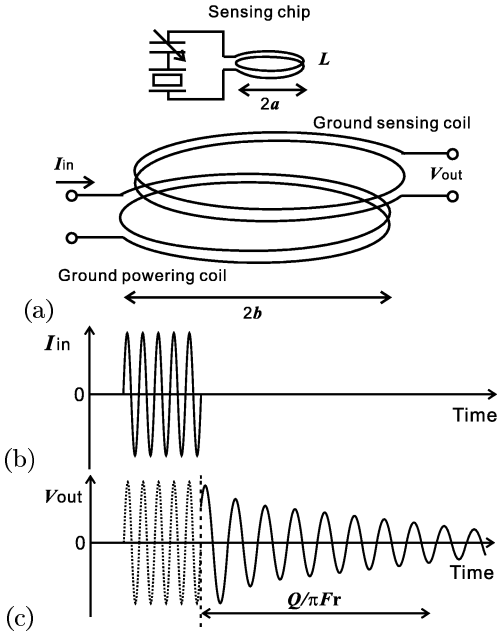 Sensing chip
L
2a
Ground sensing coil
Iin
Vout
Ground powering coil
2b
(a)
Iin
0
Time
(b)
Vout
0
Time
Q/πFr
(c)